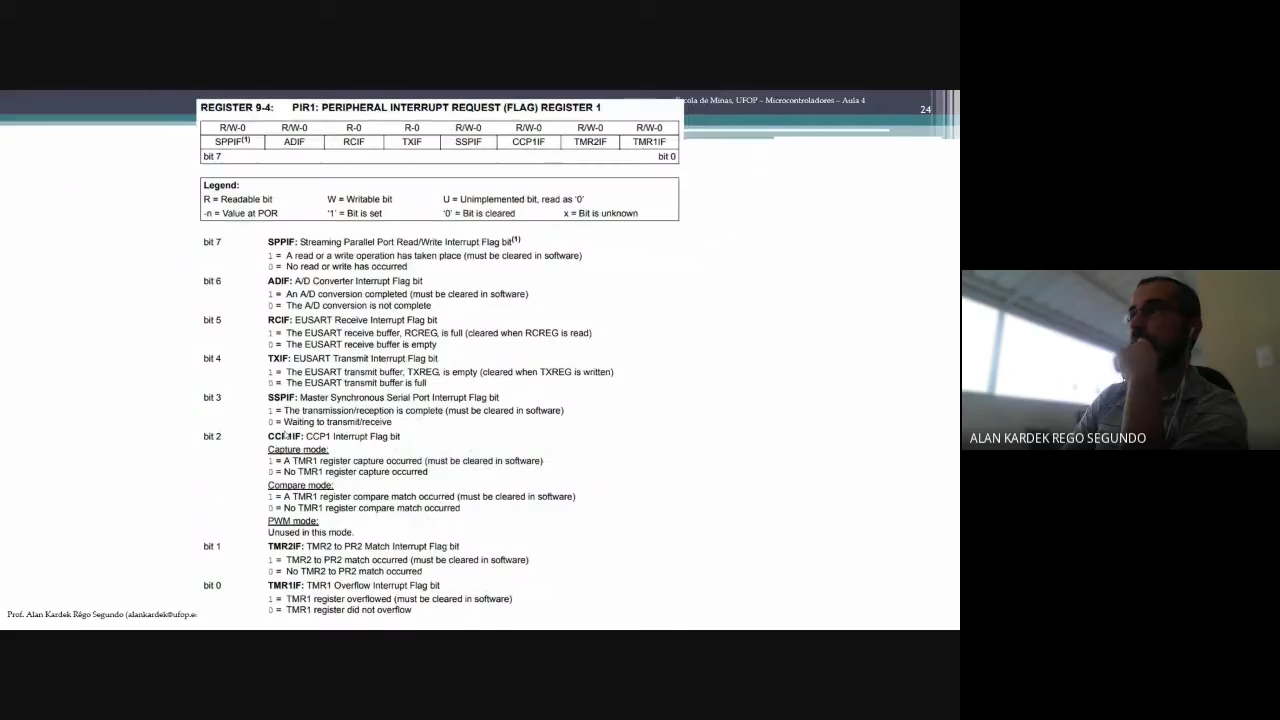 Escola de Minas, UFOP – Microcontroladores – Aula 4
24
REGISTER 9-4: PIR1: PERIPHERAL INTERRUPT REQUEST (FLAG) REGISTER 1
R/W-0 R/W-0 R-0 R-0 R/W-0 R/W-0 R/W-0 R/W-0
SPPIF(1) ADIF RCIF TXIF SSPIF CCP1IF TMR2IF TMR1IF
bit 7 bit 0
Legend:
R = Readable bit W = Writable bit U = Unimplemented bit, read as ‘0’
-n = Value at POR ‘1’ = Bit is set ‘0’ = Bit is cleared x = Bit is unknown
bit 7 SPPIF: Streaming Parallel Port Read/Write Interrupt Flag bit(1)
1 = A read or a write operation has taken place (must be cleared in software)
0 = No read or write has occurred
bit 6 ADIF: A/D Converter Interrupt Flag bit
1 = An A/D conversion completed (must be cleared in software)
0 = The A/D conversion is not complete
bit 5 RCIF: EUSART Receive Interrupt Flag bit
1 = The EUSART receive buffer, RCREG, is full (cleared when RCREG is read)
0 = The EUSART receive buffer is empty
bit 4 TXIF: EUSART Transmit Interrupt Flag bit
1 = The EUSART transmit buffer, TXREG, is empty (cleared when TXREG is written)
0 = The EUSART transmit buffer is full
bit 3 SSPIF: Master Synchronous Serial Port Interrupt Flag bit
1 = The transmission/reception is complete (must be cleared in software)
0 = Waiting to transmit/receive
bit 2 CCP1IF: CCP1 Interrupt Flag bit
Capture mode:
1 = A TMR1 register capture occurred (must be cleared in software)
0 = No TMR1 register capture occurred
Compare mode:
1 = A TMR1 register compare match occurred (must be cleared in software)
0 = No TMR1 register compare match occurred
PWM mode:
Unused in this mode.
bit 1 TMR2IF: TMR2 to PR2 Match Interrupt Flag bit
1 = TMR2 to PR2 match occurred (must be cleared in software)
0 = No TMR2 to PR2 match occurred
bit 0 TMR1IF: TMR1 Overflow Interrupt Flag bit
1 = TMR1 register overflowed (must be cleared in software)
0 = TMR1 register did not overflow
Prof. Alan Kardek Rêgo Segundo (alankardek@ufop.e
ALAN KARDEK REGO SEGUNDO